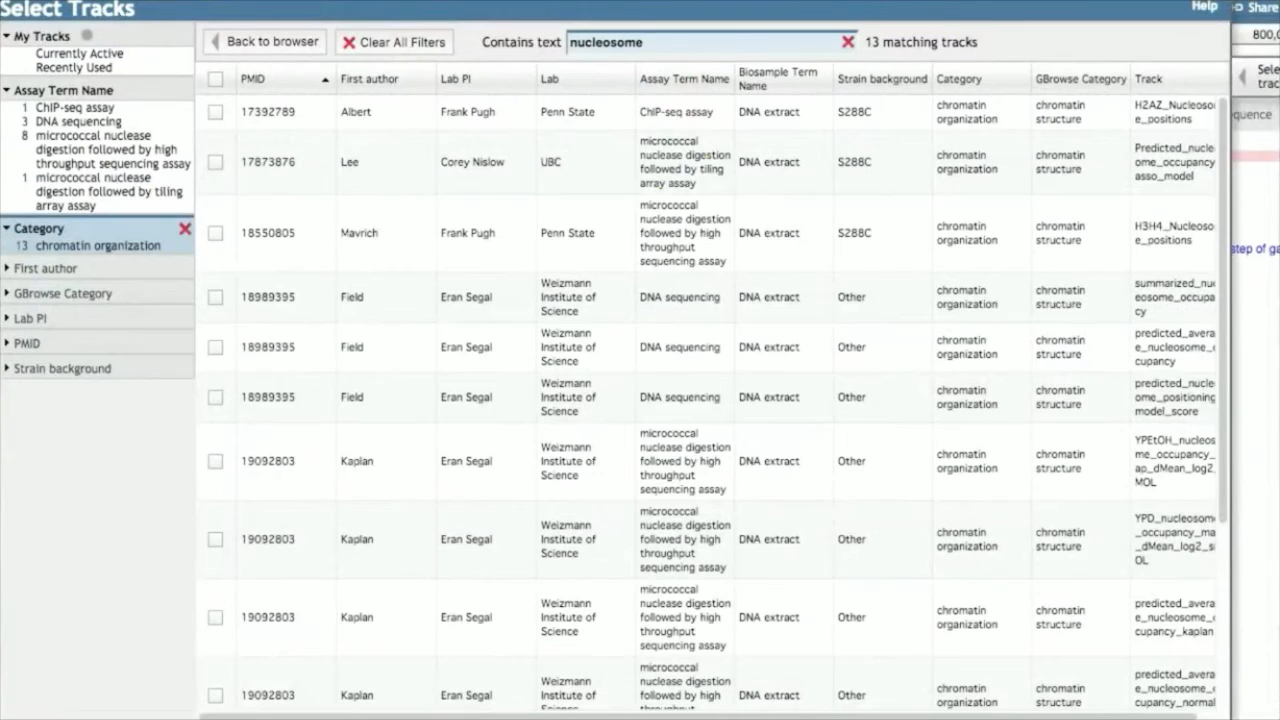 Select Tracks
Help
Share
My Tracks
Currently Active
Recently Used
Assay Term Name
1 ChIP-seq assay
3 DNA sequencing
8 micrococcal nuclease
digestion followed by high
throughput sequencing assay
1 micrococcal nuclease
digestion followed by tiling
array assay
Category
13 chromatin organization
First author
GBrowse Category
Lab PI
PMID
Strain background
Back to browser
Clear All Filters
Contains text
nucleosome
13 matching tracks
PMID
First author
Lab PI
Lab
Assay Term Name
Biosample Term
Name
Strain background
Category
GBrowse Category
Track
17392789
Albert
Frank Pugh
Penn State
ChIP-seq assay
DNA extract
S288C
chromatin
organization
chromatin
structure
H2AZ_Nucleoso
e_positions
17873876
Lee
Corey Nislow
UBC
micrococcal
nuclease digestion
followed by tiling
array assay
DNA extract
S288C
chromatin
organization
chromatin
structure
Predicted_nucle
ome_occupancy
asso_model
18550805
Mavrich
Frank Pugh
Penn State
micrococcal
nuclease digestion
followed by high
throughput
sequencing assay
DNA extract
S288C
chromatin
organization
chromatin
structure
H3H4_Nucleoso
e_positions
18989395
Field
Eran Segal
Weizmann
Institute of
Science
DNA sequencing
DNA extract
Other
chromatin
organization
chromatin
structure
summarized_nuc
eosome_occupa
cy
18989395
Field
Eran Segal
Weizmann
Institute of
Science
DNA sequencing
DNA extract
Other
chromatin
organization
chromatin
structure
predicted_avera
e_nucleosome_
cupancy
18989395
Field
Eran Segal
Weizmann
Institute of
Science
DNA sequencing
DNA extract
Other
chromatin
organization
chromatin
structure
predicted_nucle
ome_positioning
model_score
19092803
Kaplan
Eran Segal
Weizmann
Institute of
Science
micrococcal
nuclease digestion
followed by high
throughput
sequencing assay
DNA extract
Other
chromatin
organization
chromatin
structure
YPEtOH_nucleos
me_occupancy_
ap_dMean_log2_
MOL
19092803
Kaplan
Eran Segal
Weizmann
Institute of
Science
micrococcal
nuclease digestion
followed by high
throughput
sequencing assay
DNA extract
Other
chromatin
organization
chromatin
structure
YPD_nucleosom
_occupancy_ma
_dMean_log2_s
OL
19092803
Kaplan
Eran Segal
Weizmann
Institute of
Science
micrococcal
nuclease digestion
followed by high
throughput
sequencing assay
DNA extract
Other
chromatin
organization
chromatin
structure
predicted_avera
e_nucleosome_
cupancy_kaplan
19092803
Kaplan
Eran Segal
Weizmann
Institute of
micrococcal
nuclease digestion
followed by high
DNA extract
Other
chromatin
organization
chromatin
structure
predicted_avera
e_nucleosome_
cupancy_normal
800,0
Sele
trac
equence
step of ga